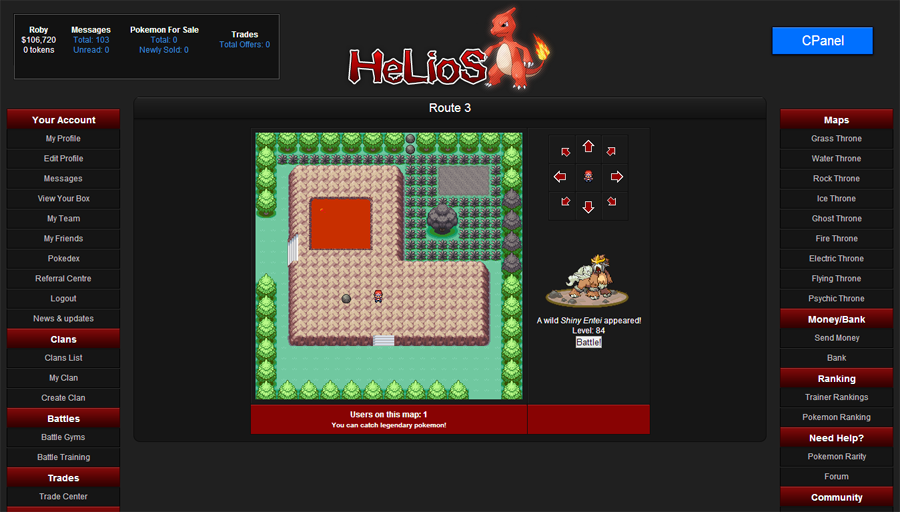 Roby
$106,720
0 tokens
Messages
Total: 103
Unread: 0
Pokemon For Sale
Total: 0
Newly Sold: 0
Trades
Total Offers: 0
HeLioS
CPanel
Your Account
My Profile
Edit Profile
Messages
View Your Box
My Team
My Friends
Pokedex
Referral Centre
Logout
News & updates
Clans
Clans List
My Clan
Create Clan
Battles
Battle Gyms
Battle Training
Trades
Trade Center
Route 3
A wild Shiny Entei appeared!
Level: 84
Battle!
Users on this map: 1
You can catch legendary pokemon!
Maps
Grass Throne
Water Throne
Rock Throne
Ice Throne
Ghost Throne
Fire Throne
Electric Throne
Flying Throne
Psychic Throne
Money/Bank
Send Money
Bank
Ranking
Trainer Rankings
Pokemon Ranking
Need Help?
Pokemon Rarity
Forum
Community